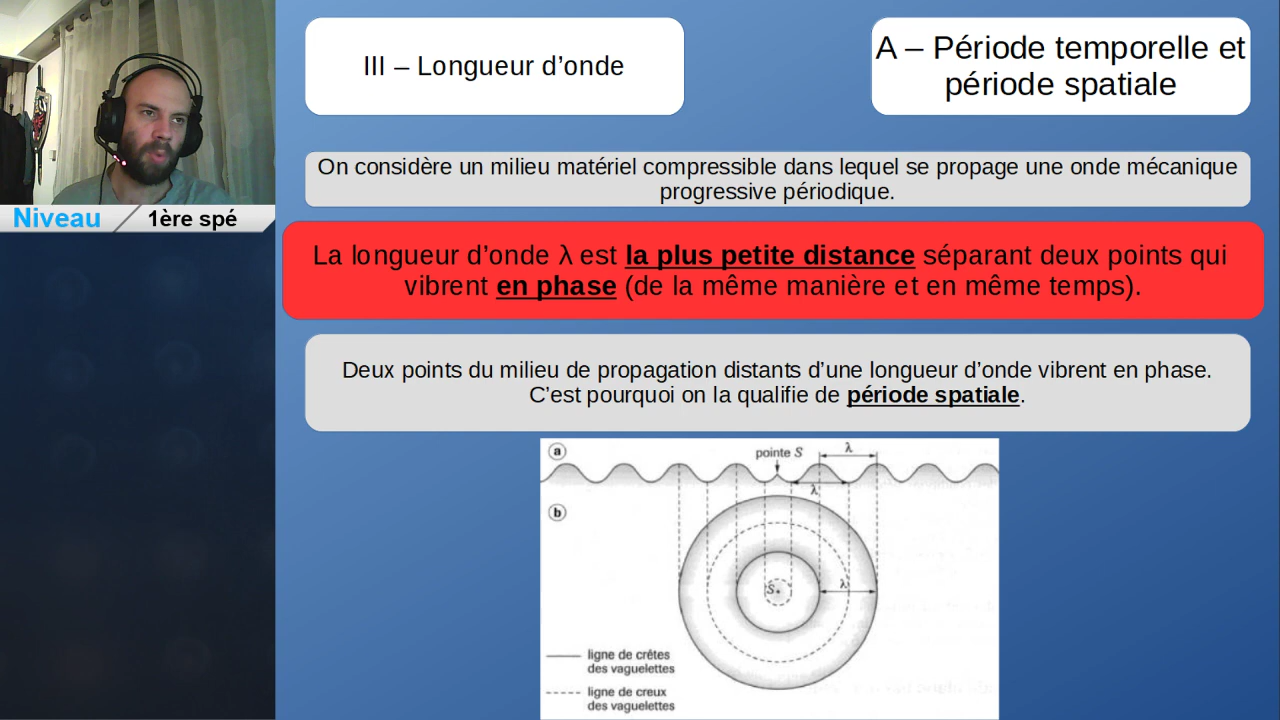 III – Longueur d’onde
A – Période temporelle et
période spatiale
On considère un milieu matériel compressible dans lequel se propage une onde mécanique
progressive périodique.
Niveau 1ère spé
La longueur d’onde λ est la plus petite distance séparant deux points qui
vibrent en phase (de la même manière et en même temps).
Deux points du milieu de propagation distants d’une longueur d’onde vibrent en phase.
C’est pourquoi on la qualifie de période spatiale.
a
pointe S
λ
λ
b
S
λ
ligne de crêtes
des vaguelettes
ligne de creux
des vaguelettes